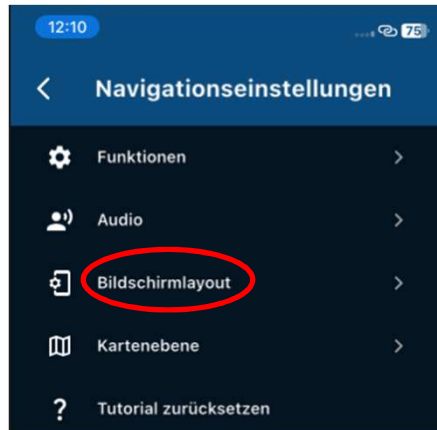 12:10
75
Navigationseinstellungen
Funktionen
Audio
Bildschirmlayout
Kartenebene
? Tutorial zurücksetzen